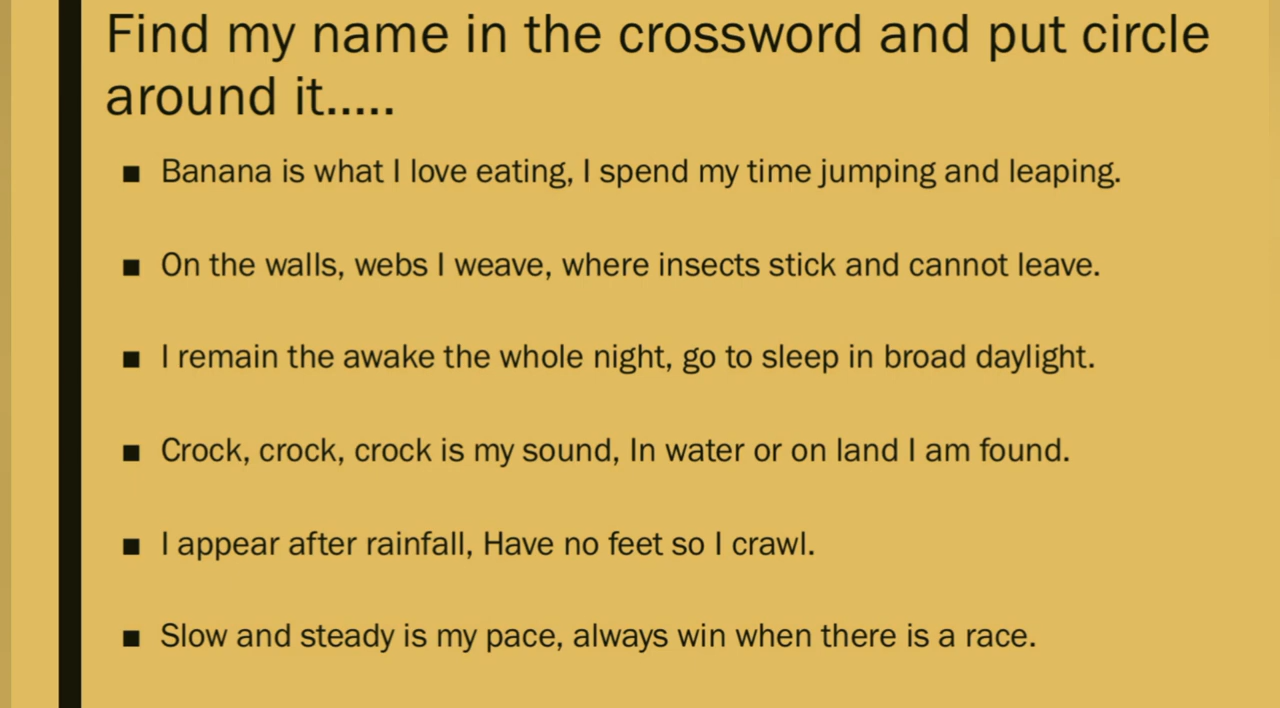 Find my name in the crossword and put circle
around it.....
■ Banana is what I love eating, I spend my time jumping and leaping.
■ On the walls, webs I weave, where insects stick and cannot leave.
■ I remain the awake the whole night, go to sleep in broad daylight.
■ Crock, crock, crock is my sound, In water or on land I am found.
■ I appear after rainfall, Have no feet so I crawl.
■ Slow and steady is my pace, always win when there is a race.